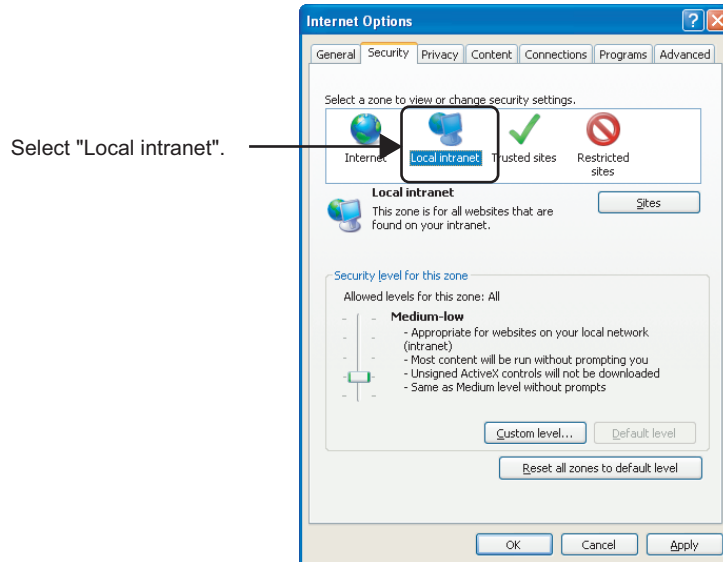 Internet Options
General Security Privacy Content Connections Programs Advanced
Select a zone to view or change security settings.
Select "Local intranet".
Internet Local intranet Trusted sites Restricted
sites
Local intranet
This zone is for all websites that are
found on your intranet.
Sites
Security level for this zone
Allowed levels for this zone: All
Medium-low
- Appropriate for websites on your local network
(intranet)
- Most content will be run without prompting you
- Unsigned ActiveX controls will not be downloaded
- Same as Medium level without prompts
Custom level... Default level
Reset all zones to default level
OK Cancel Apply